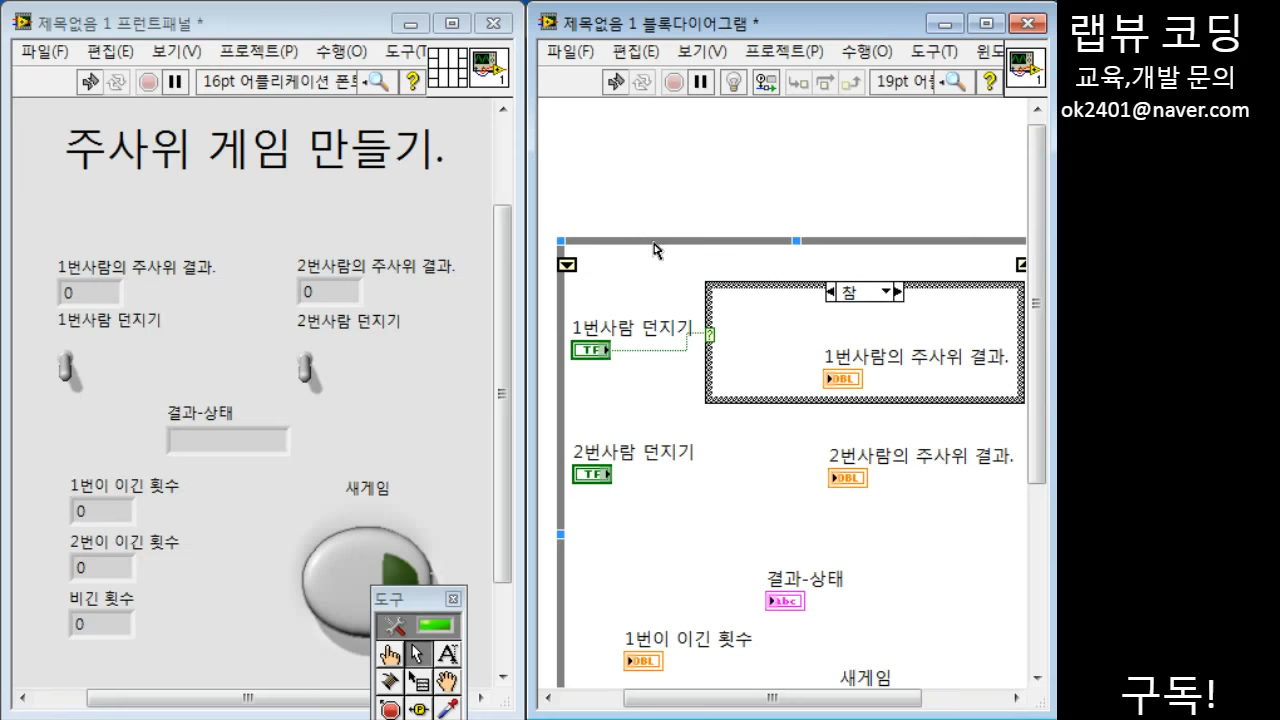 제목없음 1 프런트패널 *
파일(F) 편집(E) 보기(V) 프로젝트(P) 수행(O) 도구(T
16pt 어플리케이션 폰트
1
주사위 게임 만들기.
1번사람의 주사위 결과.
2번사람의 주사위 결과.
0
0
1번사람 던지기
2번사람 던지기
결과-상태
1번이 이긴 횟수
0
새게임
2번이 이긴 횟수
0
비긴 횟수
0
도구
제목없음 1 블록다이어그램 *
파일(F) 편집(E) 보기(V) 프로젝트(P) 수행(O) 도구(T) 윈도
19pt 어플
1
참
1번사람 던지기
TF
?
1번사람의 주사위 결과.
DBL
2번사람 던지기
TF
2번사람의 주사위 결과.
DBL
결과-상태
abc
1번이 이긴 횟수
DBL
새게임
랩뷰 코딩
교육,개발 문의
ok2401@naver.com
구독!